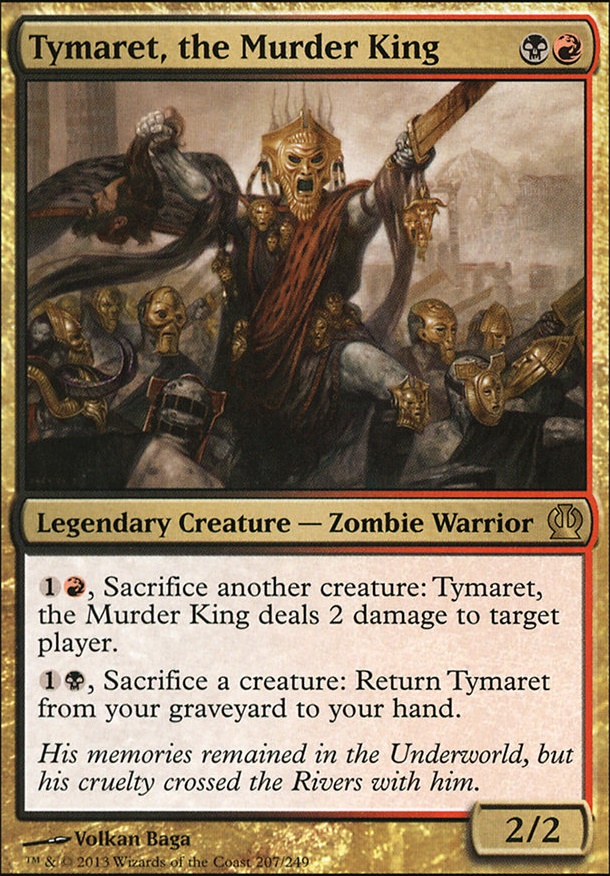 Tymaret, the Murder King
Legendary Creature — Zombie Warrior
1, Sacrifice another creature: Tymaret,
the Murder King deals 2 damage to target
player.
1, Sacrifice a creature: Return Tymaret
from your graveyard to your hand.
His memories remained in the Underworld, but
his cruelty crossed the Rivers with him.
2/2
Volkan Baga
™ & © 2013 Wizards of the Coast 207/249